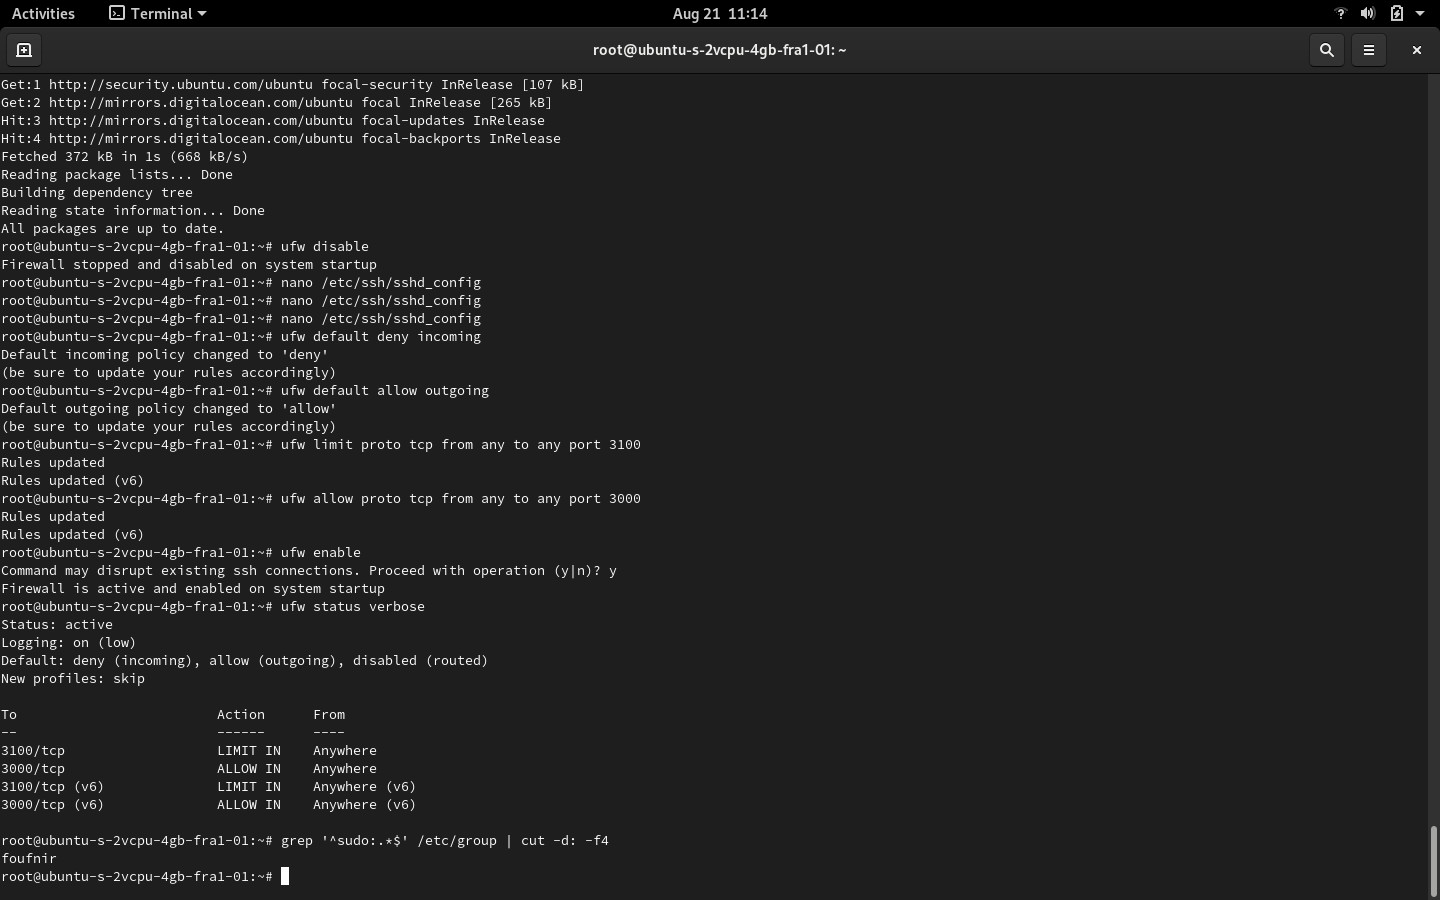 Activities
Terminal
Aug 21 11:14
root@ubuntu-s-2vcpu-4gb-fra1-01: ~
Get:1 http://security.ubuntu.com/ubuntu focal-security InRelease [107 kB]
Get:2 http://mirrors.digitalocean.com/ubuntu focal InRelease [265 kB]
Hit:3 http://mirrors.digitalocean.com/ubuntu focal-updates InRelease
Hit:4 http://mirrors.digitalocean.com/ubuntu focal-backports InRelease
Fetched 372 kB in 1s (668 kB/s)
Reading package lists... Done
Building dependency tree
Reading state information... Done
All packages are up to date.
root@ubuntu-s-2vcpu-4gb-fra1-01:~# ufw disable
Firewall stopped and disabled on system startup
root@ubuntu-s-2vcpu-4gb-fra1-01:~# nano /etc/ssh/sshd_config
root@ubuntu-s-2vcpu-4gb-fra1-01:~# nano /etc/ssh/sshd_config
root@ubuntu-s-2vcpu-4gb-fra1-01:~# nano /etc/ssh/sshd_config
root@ubuntu-s-2vcpu-4gb-fra1-01:~# ufw default deny incoming
Default incoming policy changed to 'deny'
(be sure to update your rules accordingly)
root@ubuntu-s-2vcpu-4gb-fra1-01:~# ufw default allow outgoing
Default outgoing policy changed to 'allow'
(be sure to update your rules accordingly)
root@ubuntu-s-2vcpu-4gb-fra1-01:~# ufw limit proto tcp from any to any port 3100
Rules updated
Rules updated (v6)
root@ubuntu-s-2vcpu-4gb-fra1-01:~# ufw allow proto tcp from any to any port 3000
Rules updated
Rules updated (v6)
root@ubuntu-s-2vcpu-4gb-fra1-01:~# ufw enable
Command may disrupt existing ssh connections. Proceed with operation (y|n)? y
Firewall is active and enabled on system startup
root@ubuntu-s-2vcpu-4gb-fra1-01:~# ufw status verbose
Status: active
Logging: on (low)
Default: deny (incoming), allow (outgoing), disabled (routed)
New profiles: skip
To                         Action      From
--                         ------      ----
3100/tcp                   LIMIT IN    Anywhere
3000/tcp                   ALLOW IN    Anywhere
3100/tcp (v6)              LIMIT IN    Anywhere (v6)
3000/tcp (v6)              ALLOW IN    Anywhere (v6)
root@ubuntu-s-2vcpu-4gb-fra1-01:~# grep '^sudo:.*$' /etc/group | cut -d: -f4
foufnir
root@ubuntu-s-2vcpu-4gb-fra1-01:~#